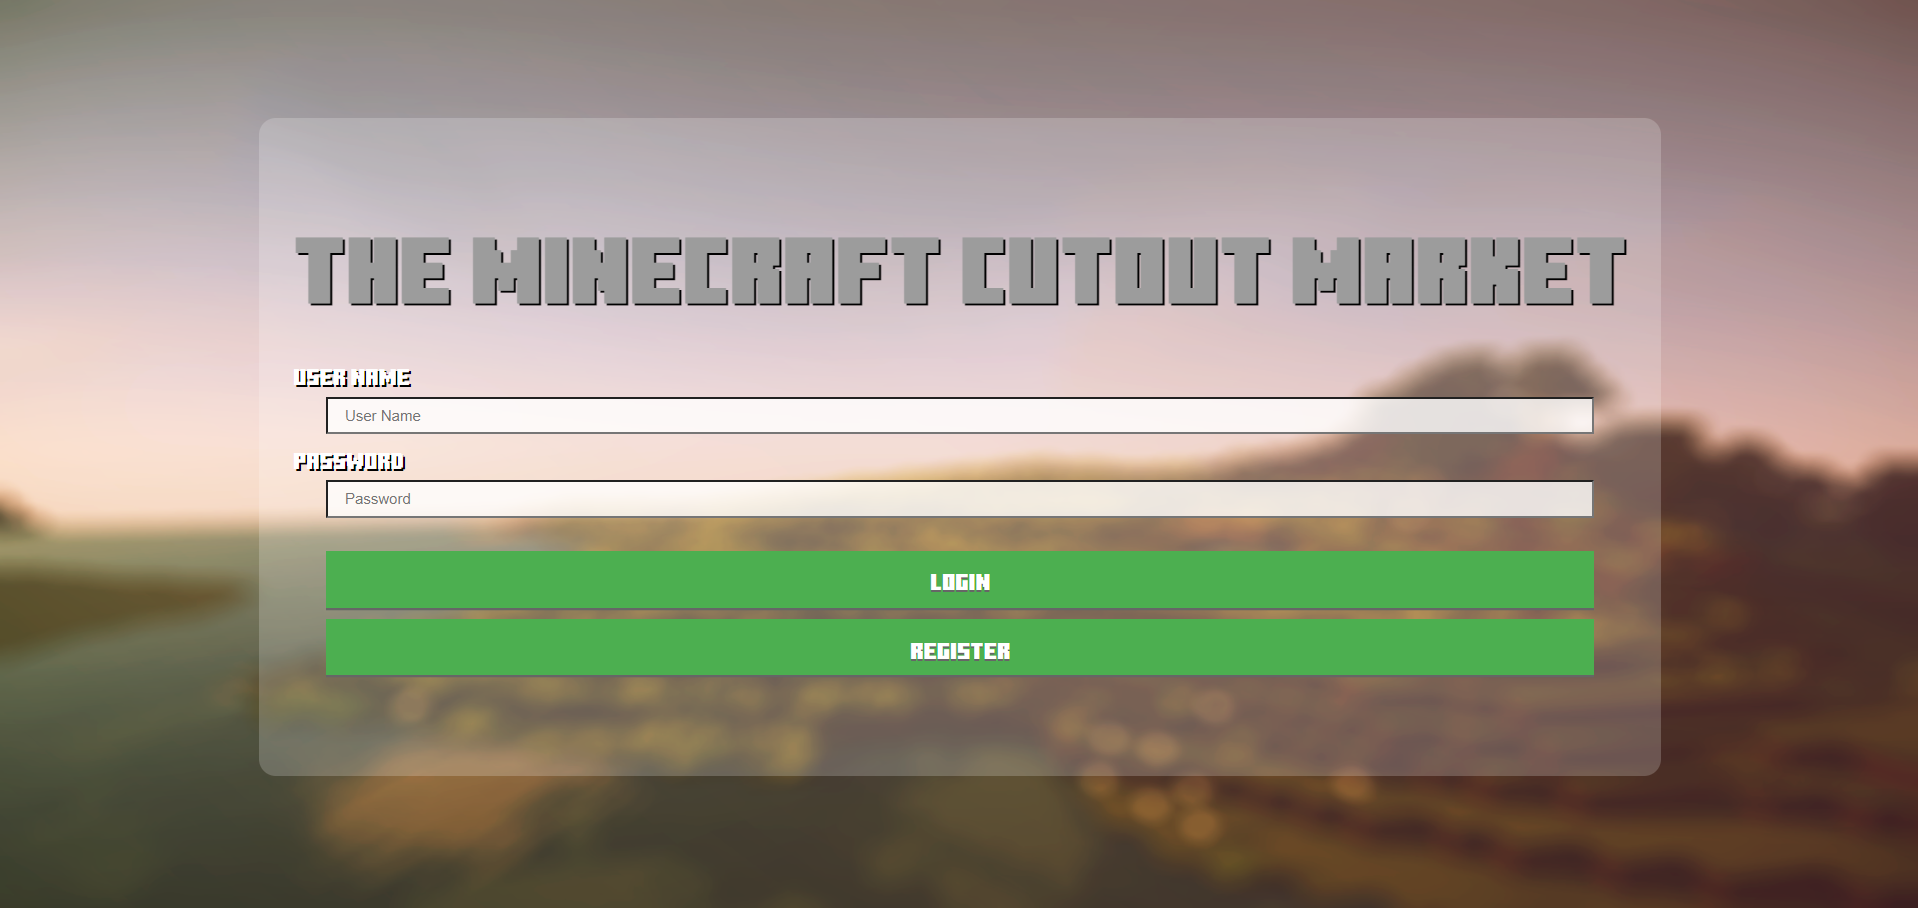 THE MINECRAFT CUTOUT MARKET
USER NAME
User Name
PASSWORD
Password
LOGIN
REGISTER